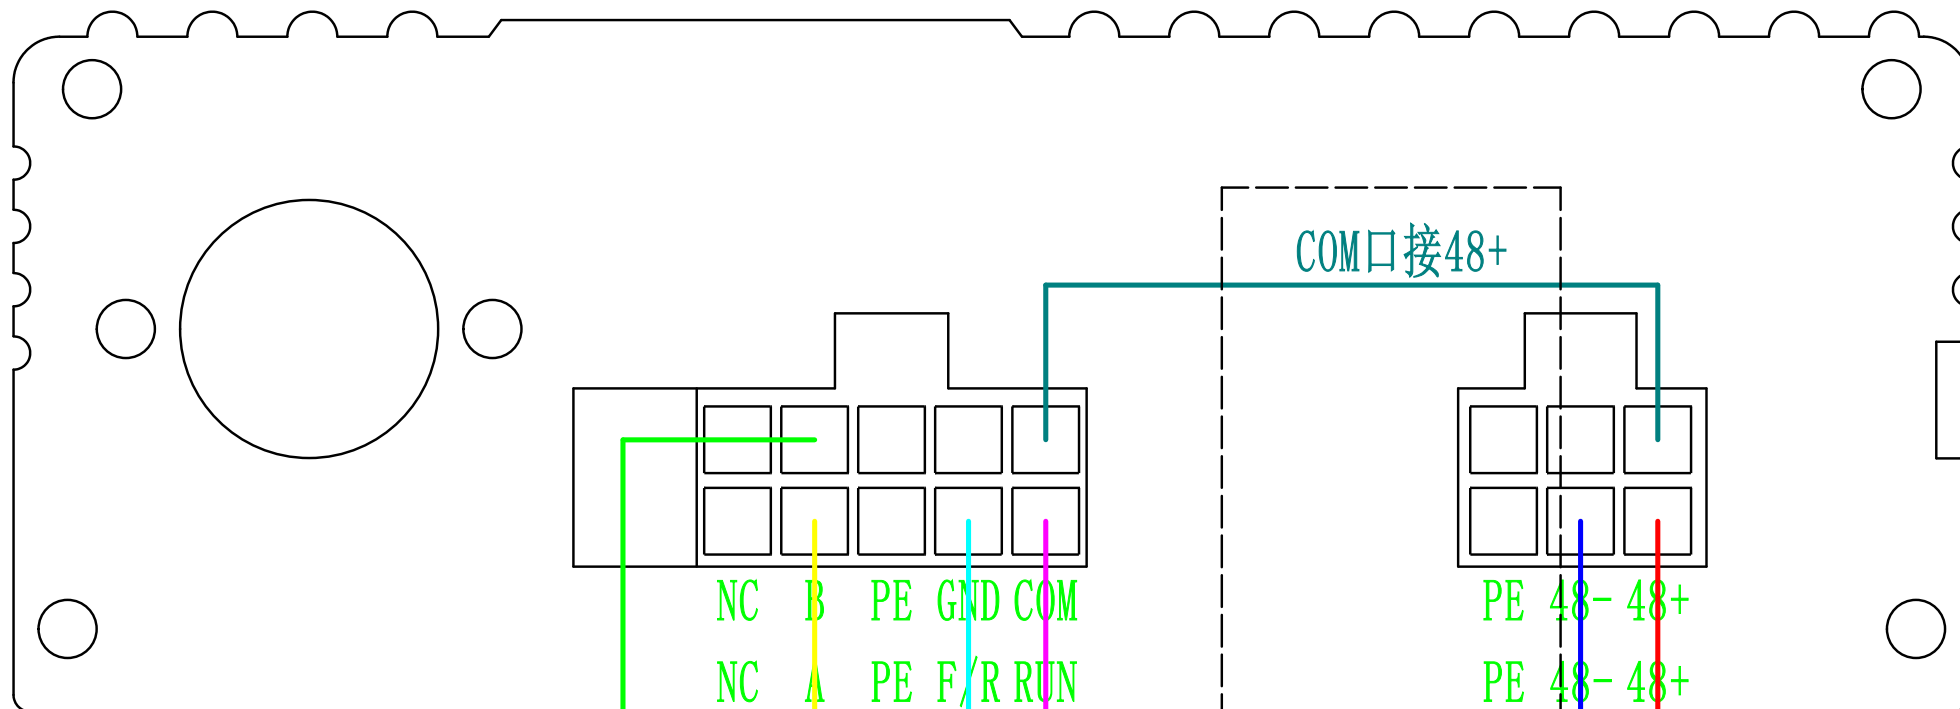 COM口接48+
NC B PE GND COM PE 48- 48+
NC A PE F/R RUN PE 48- 48+